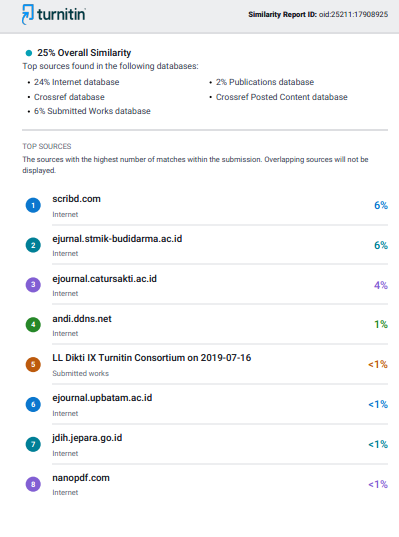 turnitin
Similarity Report ID: oid:25211:17908925
25% Overall Similarity
Top sources found in the following databases:
• 24% Internet database
• 2% Publications database
• Crossref database
• Crossref Posted Content database
• 6% Submitted Works database
TOP SOURCES
The sources with the highest number of matches within the submission. Overlapping sources will not be
displayed.
1
scribd.com
6%
Internet
2
ejurnal.stmik-budidarma.ac.id
6%
Internet
3
ejournal.catursakti.ac.id
4%
Internet
4
andi.ddns.net
1%
Internet
5
LL Dikti IX Turnitin Consortium on 2019-07-16
<1%
Submitted works
6
ejournal.upbatam.ac.id
<1%
Internet
7
jdih.jepara.go.id
<1%
Internet
8
nanopdf.com
<1%
Internet